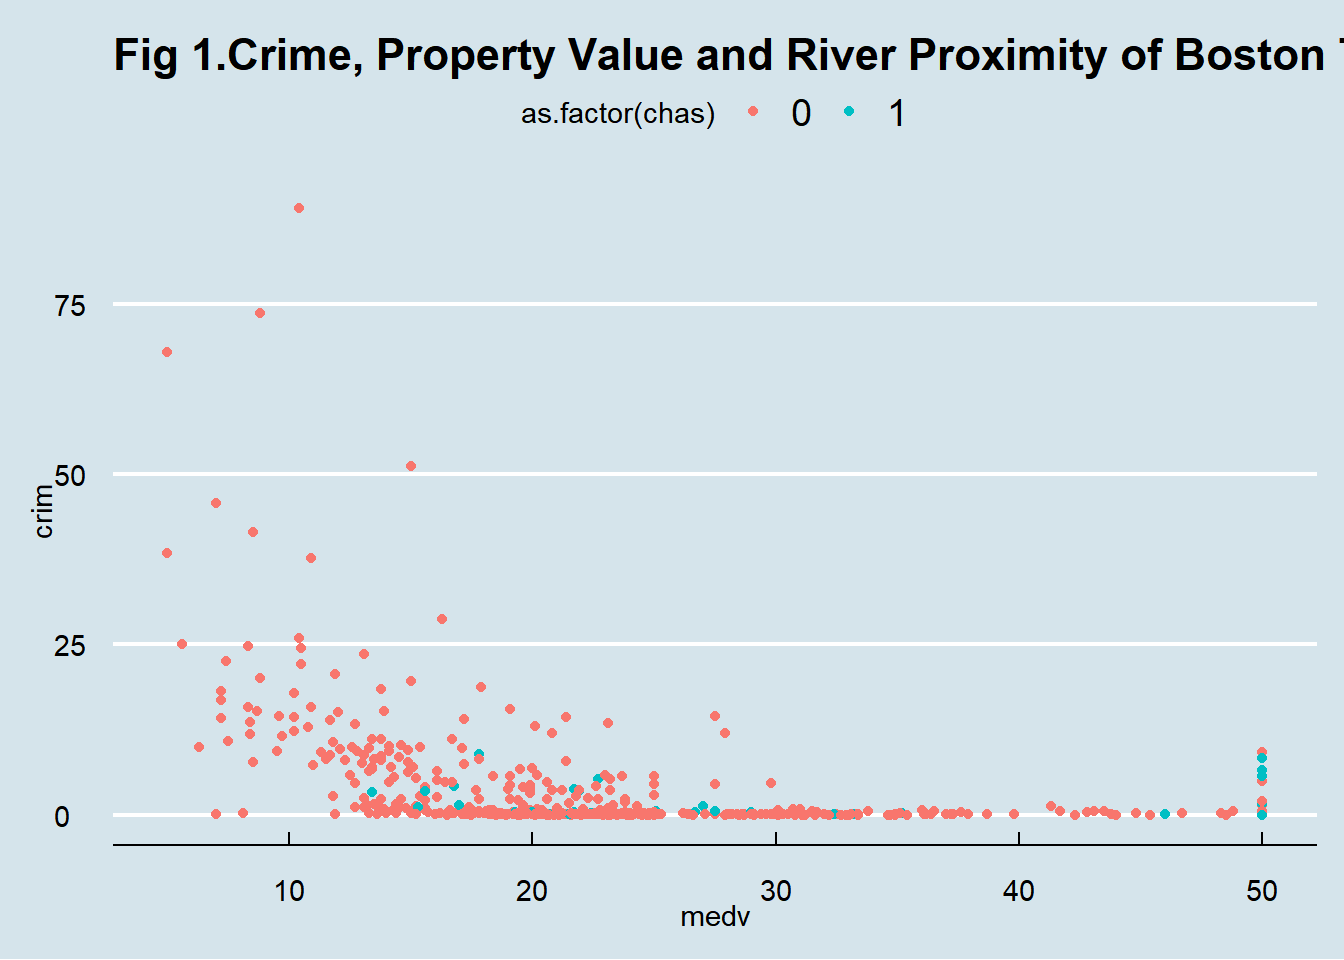 Fig 1.Crime, Property Value and River Proximity of Boston
as.factor(chas) 0 1
75
50
25
0
crim
10 20 30 40 50
medv